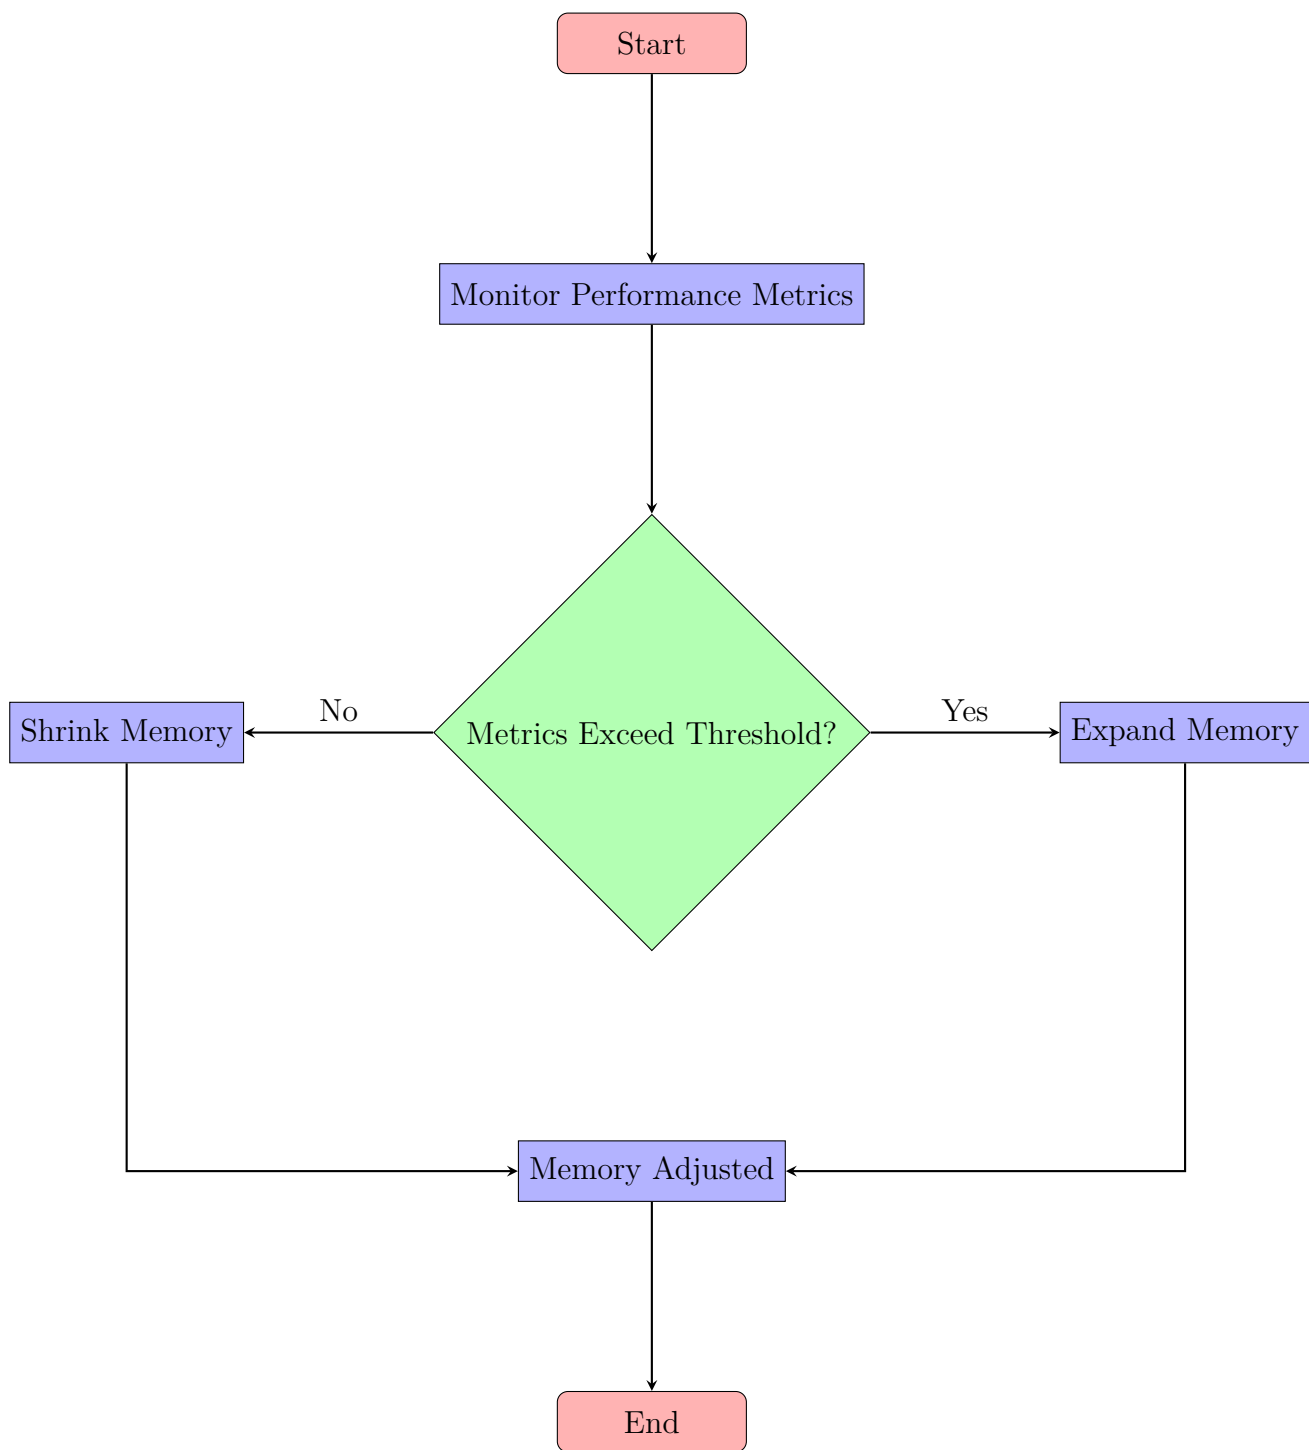 Start
Monitor Performance Metrics
No
Yes
Shrink Memory
Metrics Exceed Threshold?
Expand Memory
Memory Adjusted
End